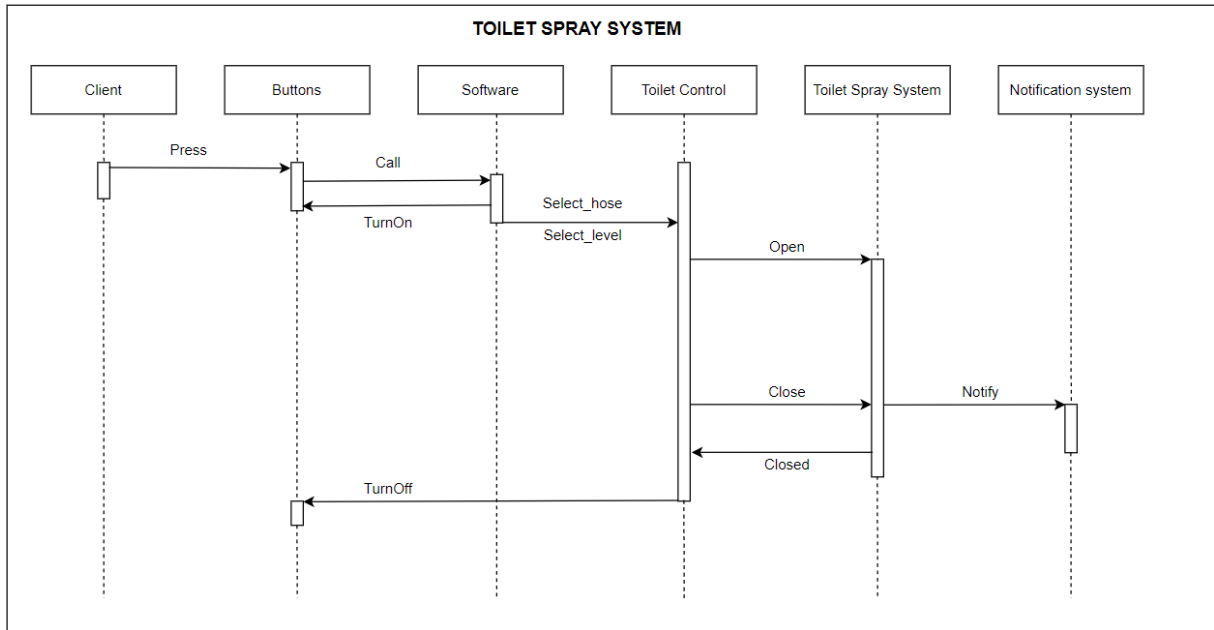 TOILET SPRAY SYSTEM
Client
Buttons
Software
Toilet Control
Toilet Spray System
Notification system
Press
Call
TurnOn
Select_hose
Select_level
Open
Close
Notify
Closed
TurnOff